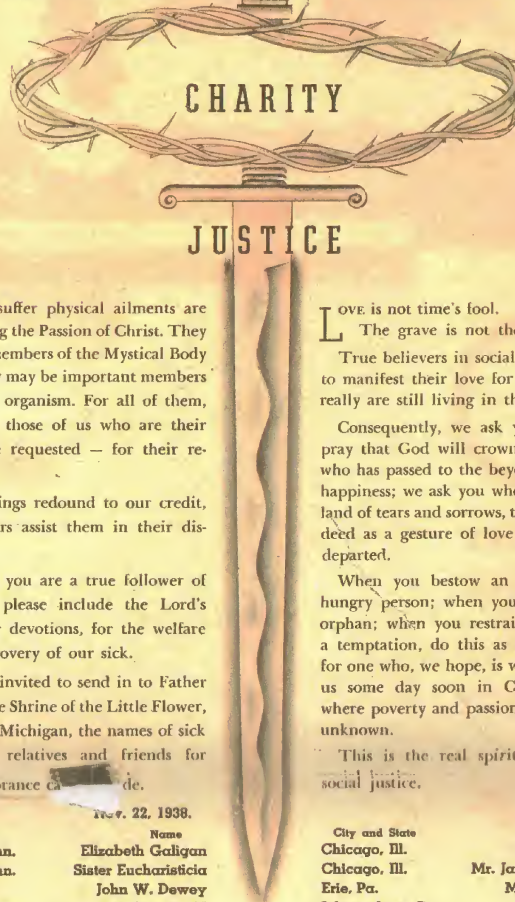 CHARITY
JUSTICE
suffer physical ailments are
g the Passion of Christ. They
embers of the Mystical Body
may be important members
organism. For all of them,
those of us who are their
requested — for their re-
ings redound to our credit,
rs assist them in their dis-
you are a true follower of
please include the Lord's
devotions, for the welfare
overy of our sick.
invited to send in to Father
e Shrine of the Little Flower,
Michigan, the names of sick
relatives and friends for
rance ca de.
Nov. 22, 1938.
Name
nn. Elizabeth Galigan
nn. Sister Eucharisticia
John W. Dewey
LOVE is not time's fool.
The grave is not the
True believers in social
to manifest their love for
really are still living in th
Consequently, we ask y
pray that God will crown
who has passed to the beyo
happiness; we ask you who
land of tears and sorrows, t
deed as a gesture of love
departed.
When you bestow an
hungry person; when you
orphan; when you restrai
a temptation, do this as
for one who, we hope, is w
us some day soon in C
where poverty and passion
unknown.
This is the real spirit
social justice.
City and State
Chicago, Ill.
Chicago, Ill. Mr. Ja
Erie, Pa. M